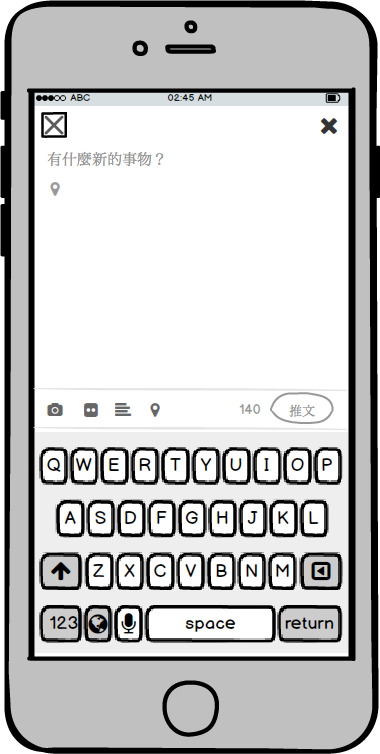 ABC 02:45 AM
有什麼新的事物？
140 推文
Q W E R T Y U I O P
A S D F G H J K L
Z X C V B N M
123 space return